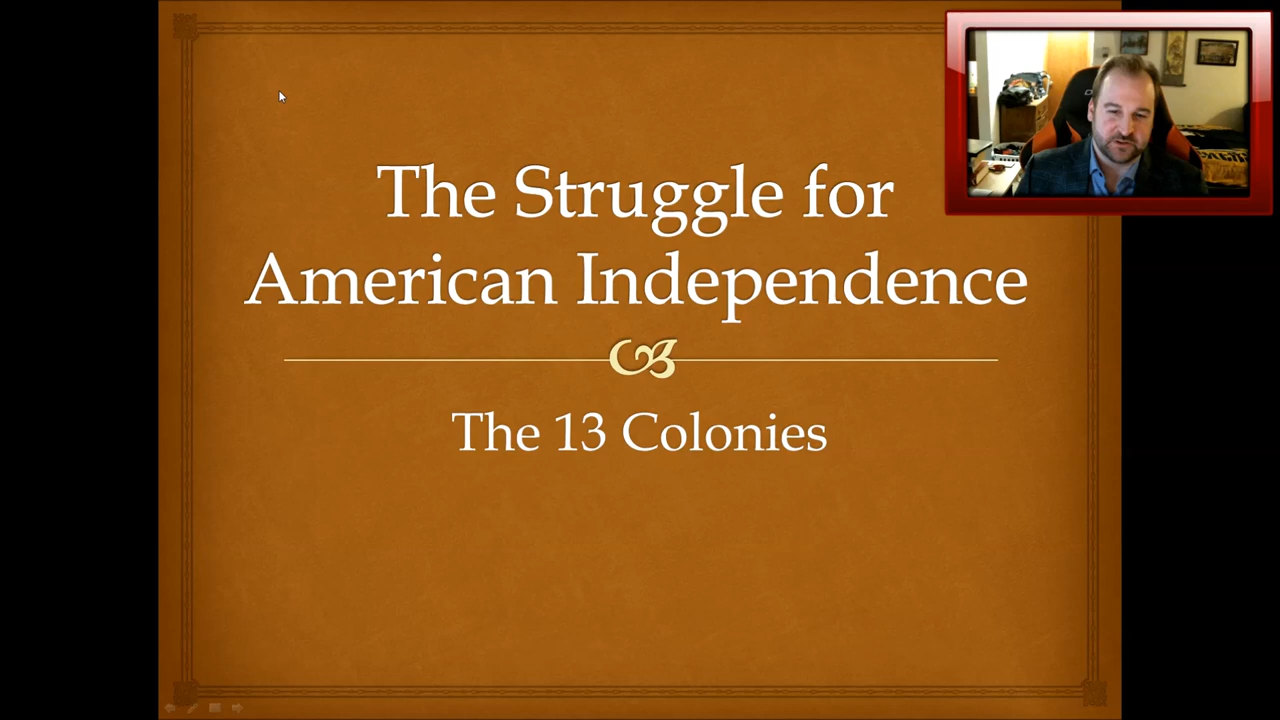 The Struggle for
American Independence
The 13 Colonies